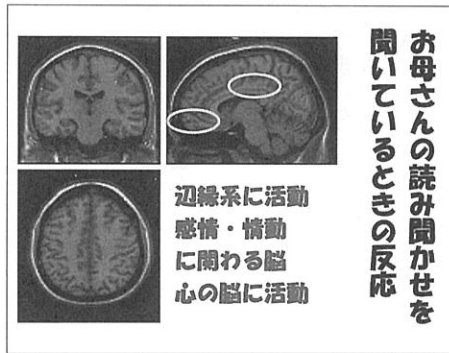 お母さんの読み聞かせを
聞いているときの反応
辺縁系に活動
感情・情動
に関わる脳
心の脳に活動